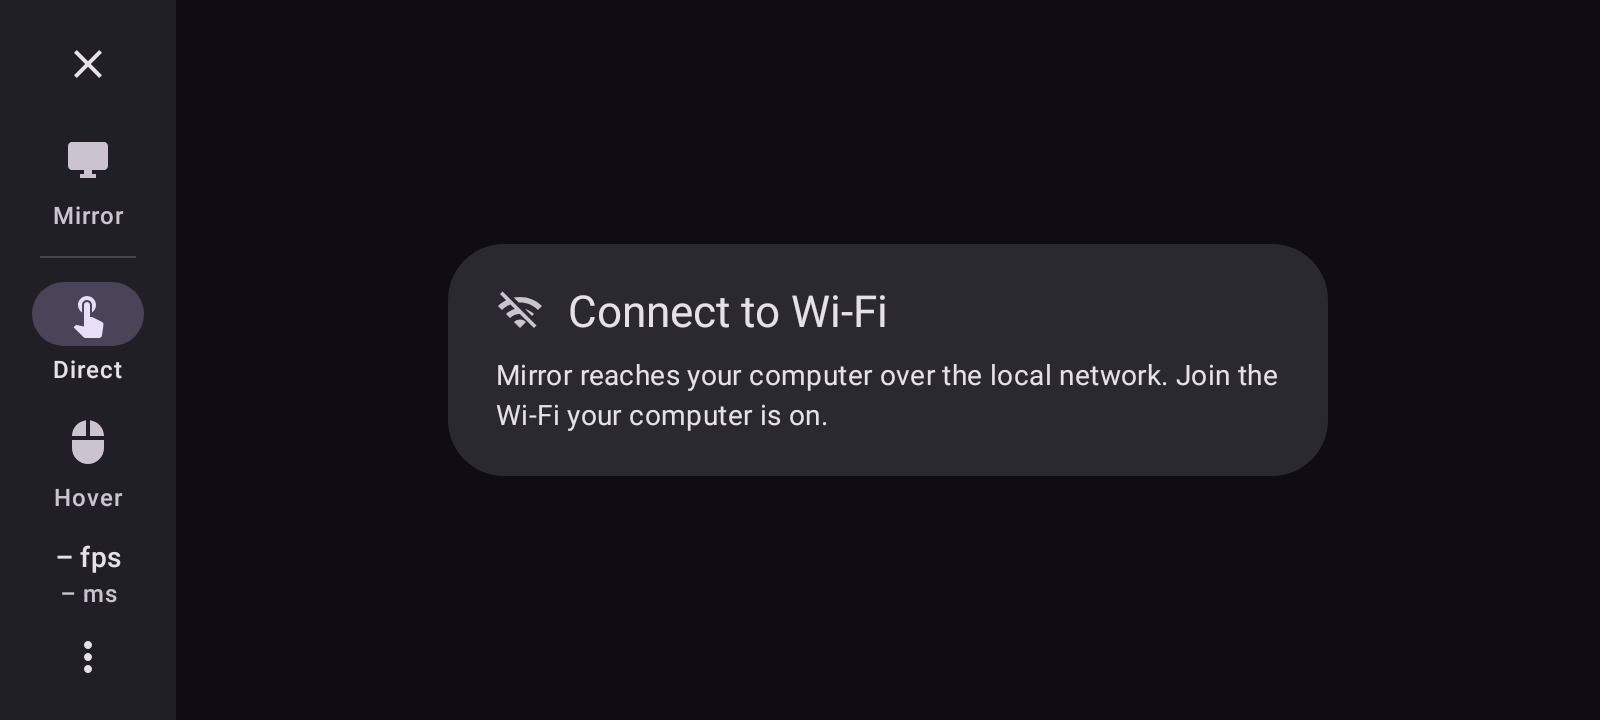 Mirror
Direct
Hover
– fps
– ms
Connect to Wi-Fi
Mirror reaches your computer over the local network. Join the
Wi-Fi your computer is on.